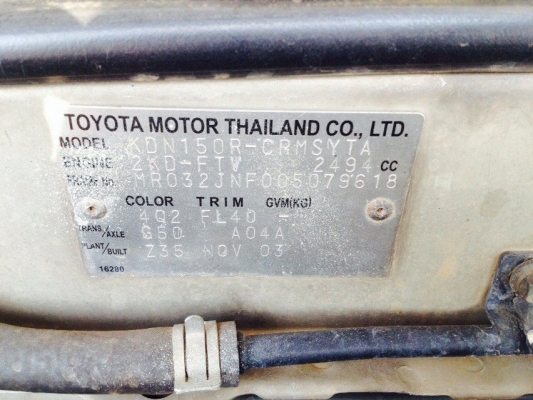 TOYOTA MOTOR THAILAND CO., LTD.
MODEL KDN150R-CRMSYTA
ENGINE 2KD-FTV 2494 CC
FRAME No. MR032JNF005079618
COLOR TRIM GVM(KG)
4Q2 FL40 -
TRANS./AXLE G50 A04A
PLANT/BUILT Z35 NOV 03
16280